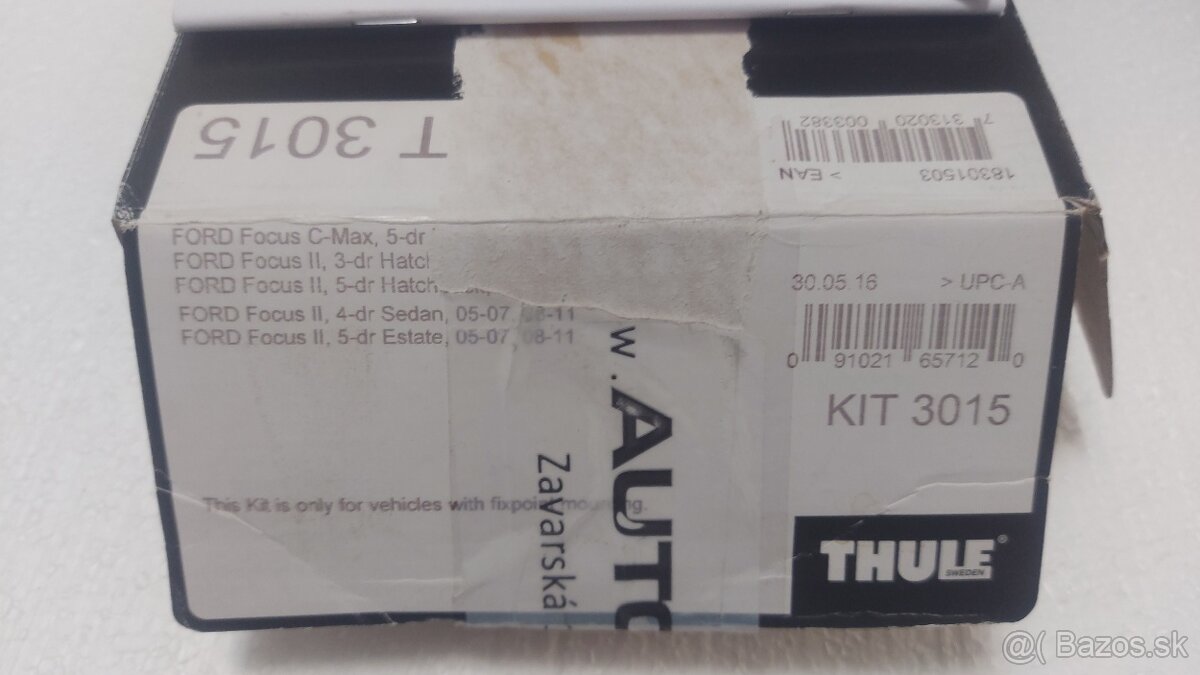 T 3015
7 313020 003382
18301503 > EAN
FORD Focus C-Max, 5-dr
FORD Focus II, 3-dr Hatch
FORD Focus II, 5-dr Hatch
FORD Focus II, 4-dr Sedan, 05-07, 08-11
FORD Focus II, 5-dr Estate, 05-07, 08-11
30.05.16 > UPC-A
0 91021 65712 0
KIT 3015
This Kit is only for vehicles with fixpoint mounting.
w.AUTO
Zavarská
THULE®
SWEDEN
@( Bazos.sk